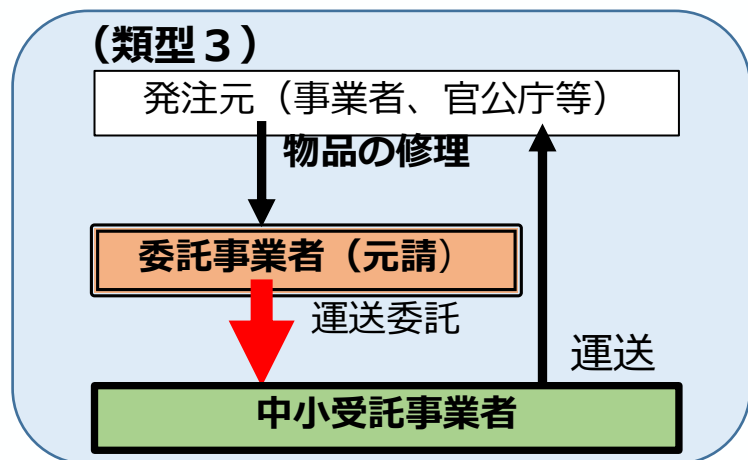 （類型３）
発注元（事業者、官公庁等）
物品の修理
委託事業者（元請）
運送委託
運送
中小受託事業者